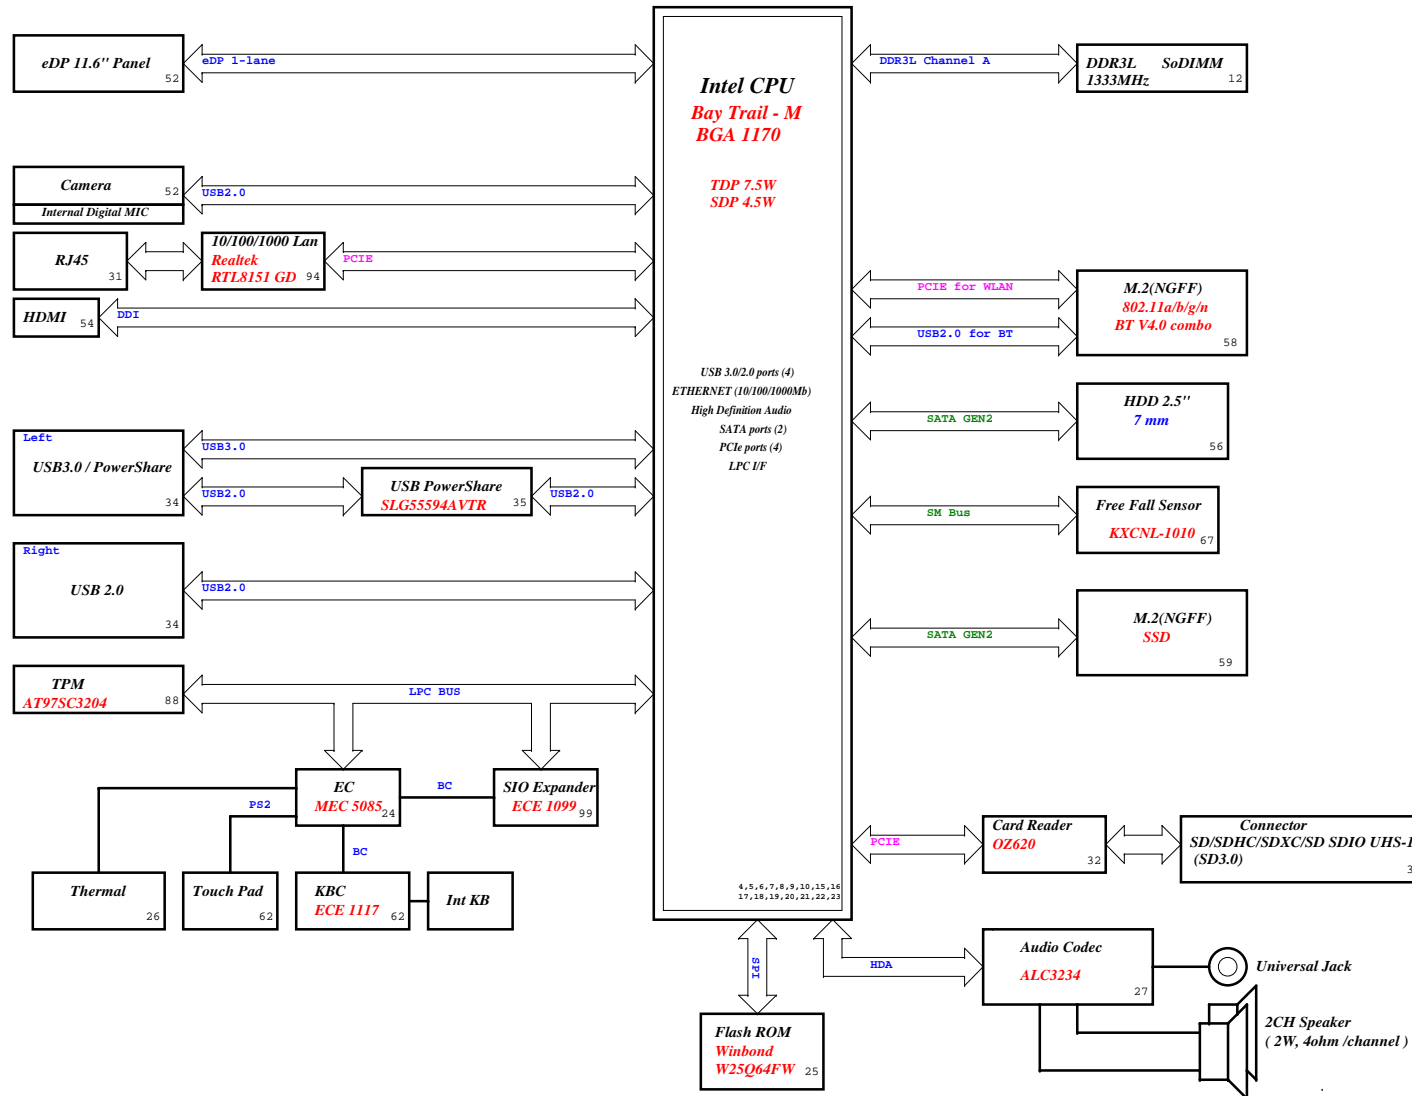 eDP 11.6" Panel
52
eDP 1-lane
Intel CPU
Bay Trail - M
BGA 1170
TDP 7.5W
SDP 4.5W
DDR3L Channel A
DDR3L SoDIMM
1333MHz
12
Camera
52
Internal Digital MIC
USB2.0
RJ45
31
10/100/1000 Lan
Realtek
RTL8151 GD
94
PCIE
HDMI
54
DDI
PCIE for WLAN
USB2.0 for BT
M.2(NGFF)
802.11a/b/g/n
BT V4.0 combo
58
USB 3.0/2.0 ports (4)
ETHERNET (10/100/1000Mb)
High Definition Audio
SATA ports (2)
PCIe ports (4)
LPC I/F
SATA GEN2
HDD 2.5"
7 mm
56
Left
USB3.0 / PowerShare
34
USB3.0
USB2.0
USB PowerShare
SLG55594AVTR
35
USB2.0
SM Bus
Free Fall Sensor
KXCNL-1010
67
Right
USB 2.0
34
USB2.0
SATA GEN2
M.2(NGFF)
SSD
59
TPM
AT97SC3204
88
LPC BUS
EC
MEC 5085
24
BC
SIO Expander
ECE 1099
99
PS2
BC
Thermal
26
Touch Pad
62
KBC
ECE 1117
62
Int KB
PCIE
Card Reader
OZ620
32
Connector
SD/SDHC/SDXC/SD SDIO UHS-I
(SD3.0)
3
4,5,6,7,8,9,10,15,16
17,18,19,20,21,22,23
SPI
HDA
Audio Codec
ALC3234
27
Universal Jack
2CH Speaker
( 2W, 4ohm /channel )
Flash ROM
Winbond
W25Q64FW
25